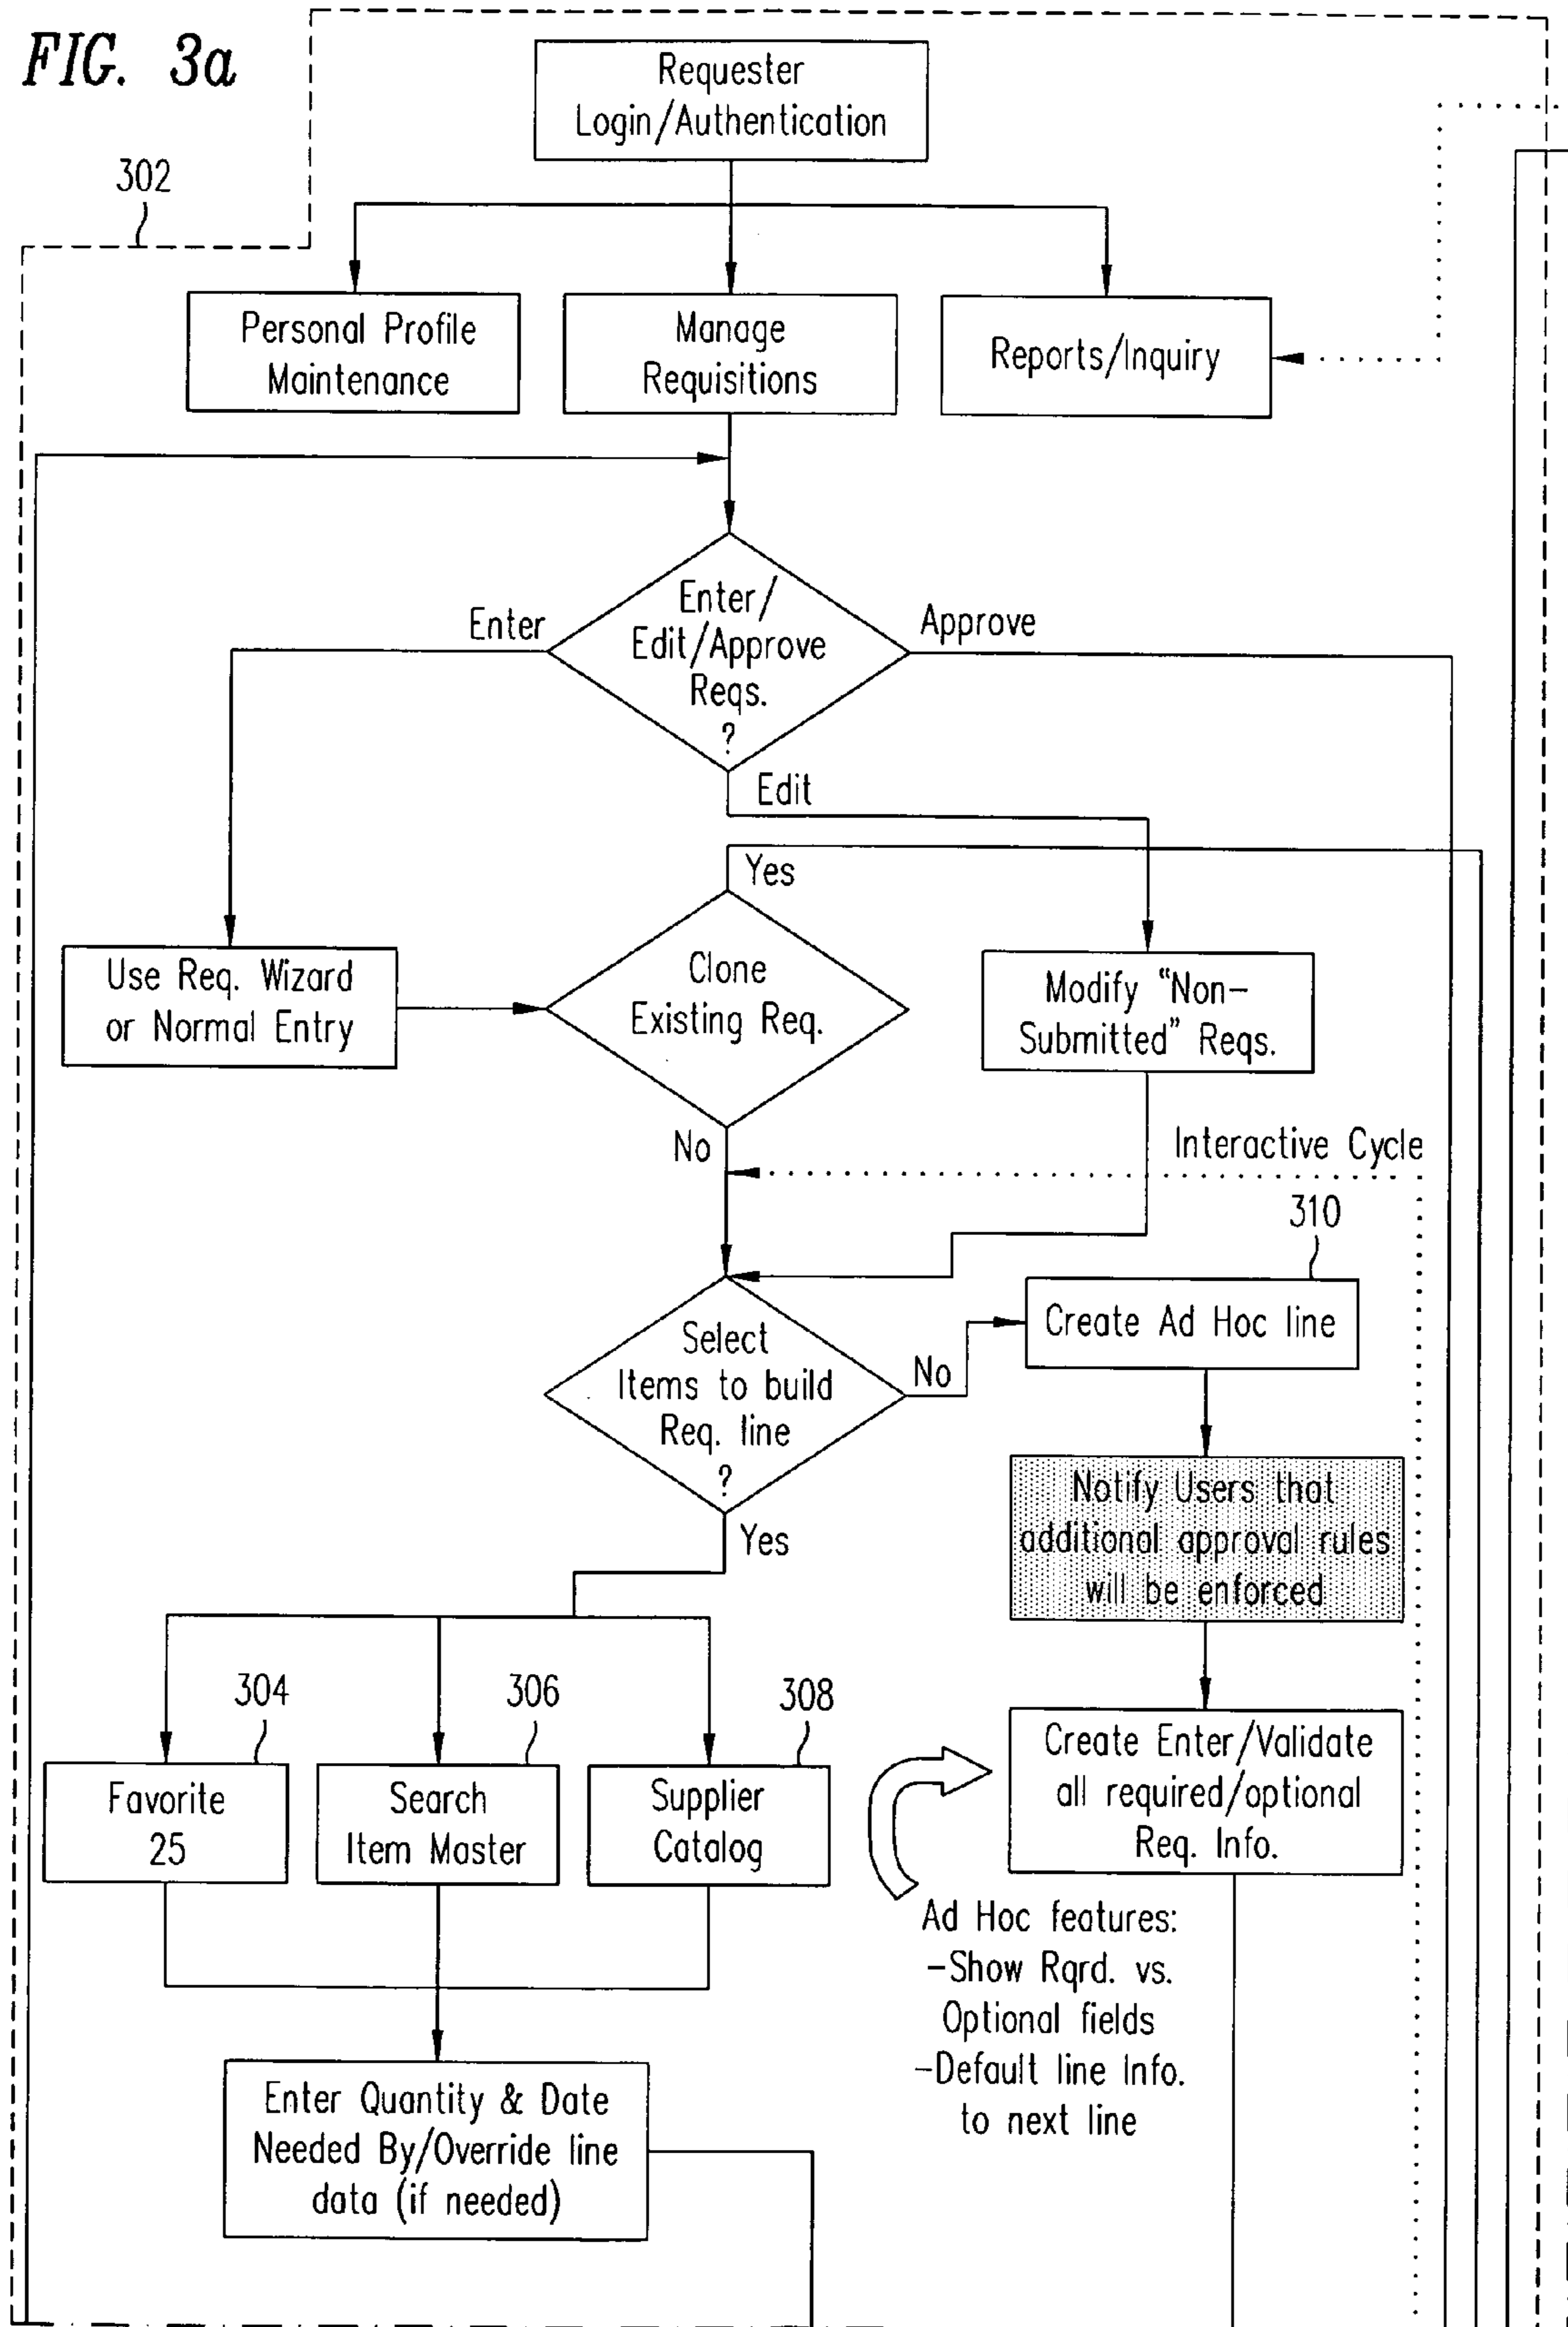 FIG. 3a
Requester
Login/Authentication
302
Personal Profile
Maintenance
Manage
Requisitions
Reports/Inquiry
Enter/
Edit/Approve
Reqs.
?
Enter
Approve
Edit
Yes
Use Req. Wizard
or Normal Entry
Clone
Existing Req.
Modify “Non-
Submitted” Reqs.
No
Interactive Cycle
310
Select
Items to build
Req. line
?
No
Create Ad Hoc line
Yes
Notify Users that
additional approval rules
will be enforced
304
306
308
Favorite
25
Search
Item Master
Supplier
Catalog
Create Enter/Validate
all required/optional
Req. Info.
Ad Hoc features:
-Show Rqrd. vs.
Optional fields
-Default line Info.
to next line
Enter Quantity & Date
Needed By/Override line
data (if needed)